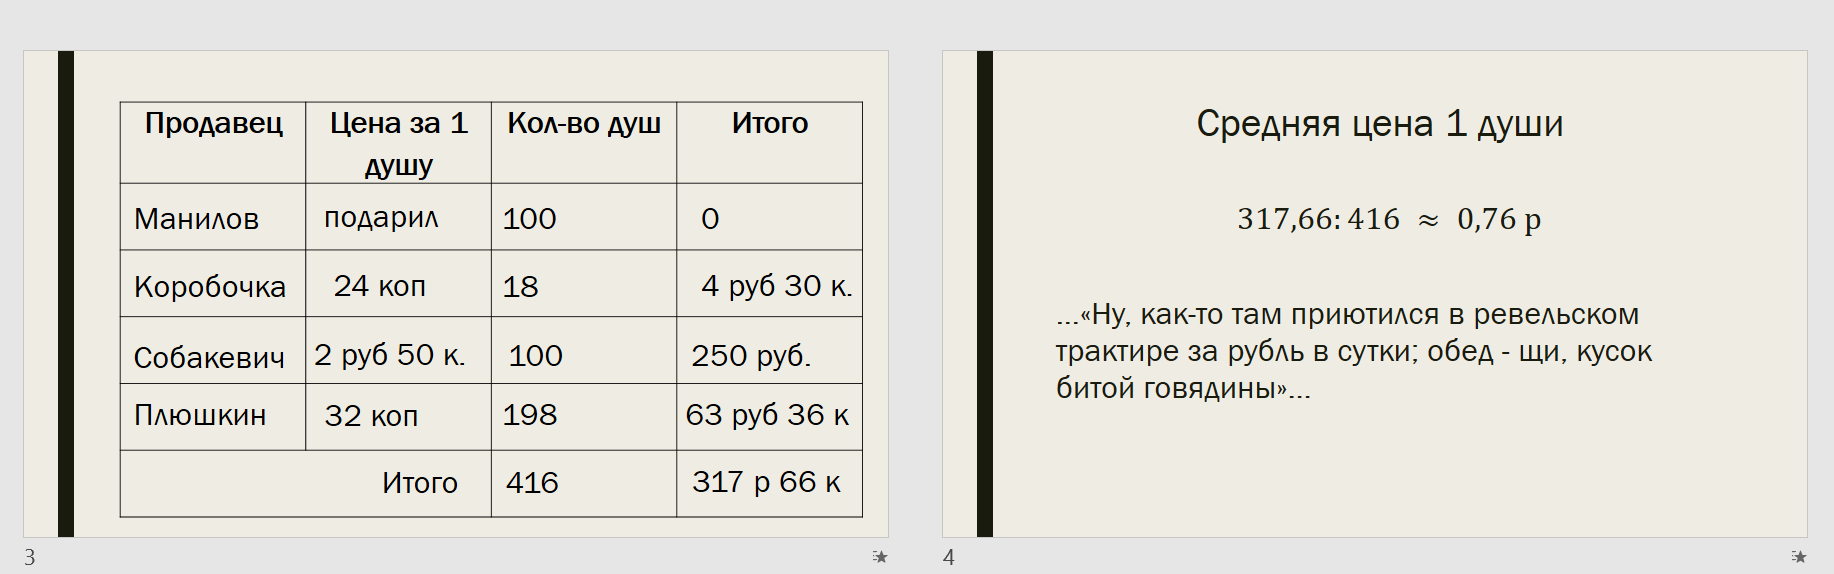 Продавец Цена за 1 Кол-во душ Итого
душу
Манилов подарил 100 0
Коробочка 24 коп 18 4 руб 30 к.
Собакевич 2 руб 50 к. 100 250 руб.
Плюшкин 32 коп 198 63 руб 36 к
Итого 416 317 р 66 к
3
Средняя цена 1 души
317,66: 416 ≈ 0,76 р
...«Ну, как-то там приютился в ревельском
трактире за рубль в сутки; обед - щи, кусок
битой говядины»...
4